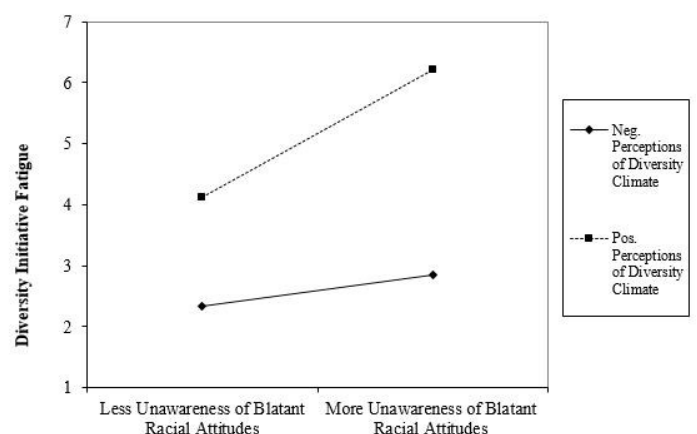 7
6
5
4
3
2
1
Diversity Initiative Fatigue
Less Unawareness of Blatant
Racial Attitudes
More Unawareness of Blatant
Racial Attitudes
Neg.
Perceptions
of Diversity
Climate
Pos.
Perceptions
of Diversity
Climate